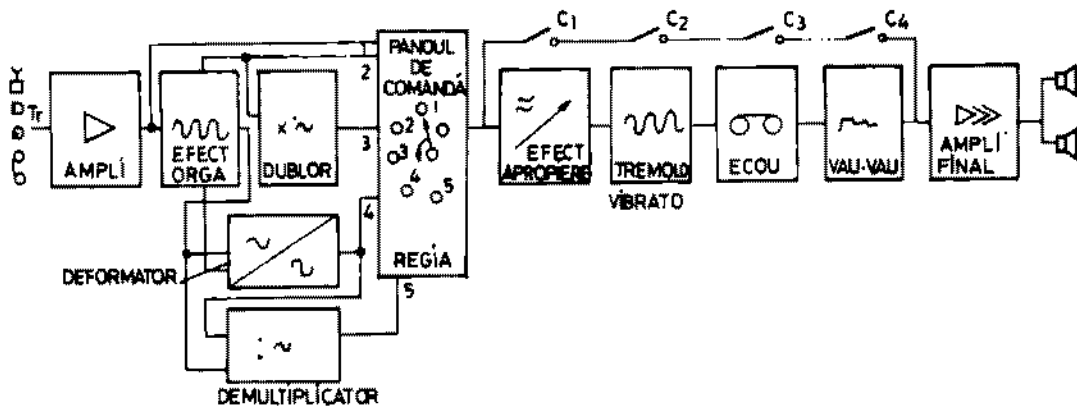 C1
C2
C3
C4
Tr
AMPLI
EFECT
ORGA
x ~
DUBLOR
1
2
3
4
5
PANOUL
DE
COMANDĂ
1
2
3
4
5
REGIA
EFECT
APROPIERE
TREMOLO
VIBRATO
ECOU
VAU-VAU
AMPLI
FINAL
DEFORMATOR
: ~
DEMULTIPLICATOR